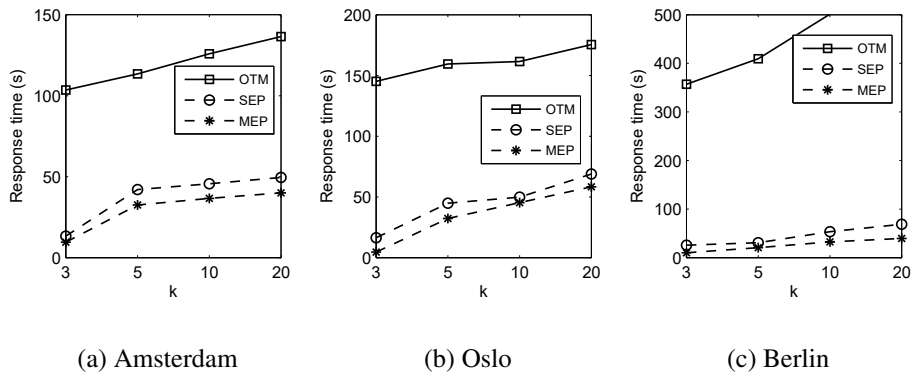 150
100
50
0
Response time (s)
OTM
SEP
MEP
3 5 10 20
k
(a) Amsterdam
200
150
100
50
0
Response time (s)
OTM
SEP
MEP
3 5 10 20
k
(b) Oslo
500
400
300
200
100
0
Response time (s)
OTM
SEP
MEP
3 5 10 20
k
(c) Berlin